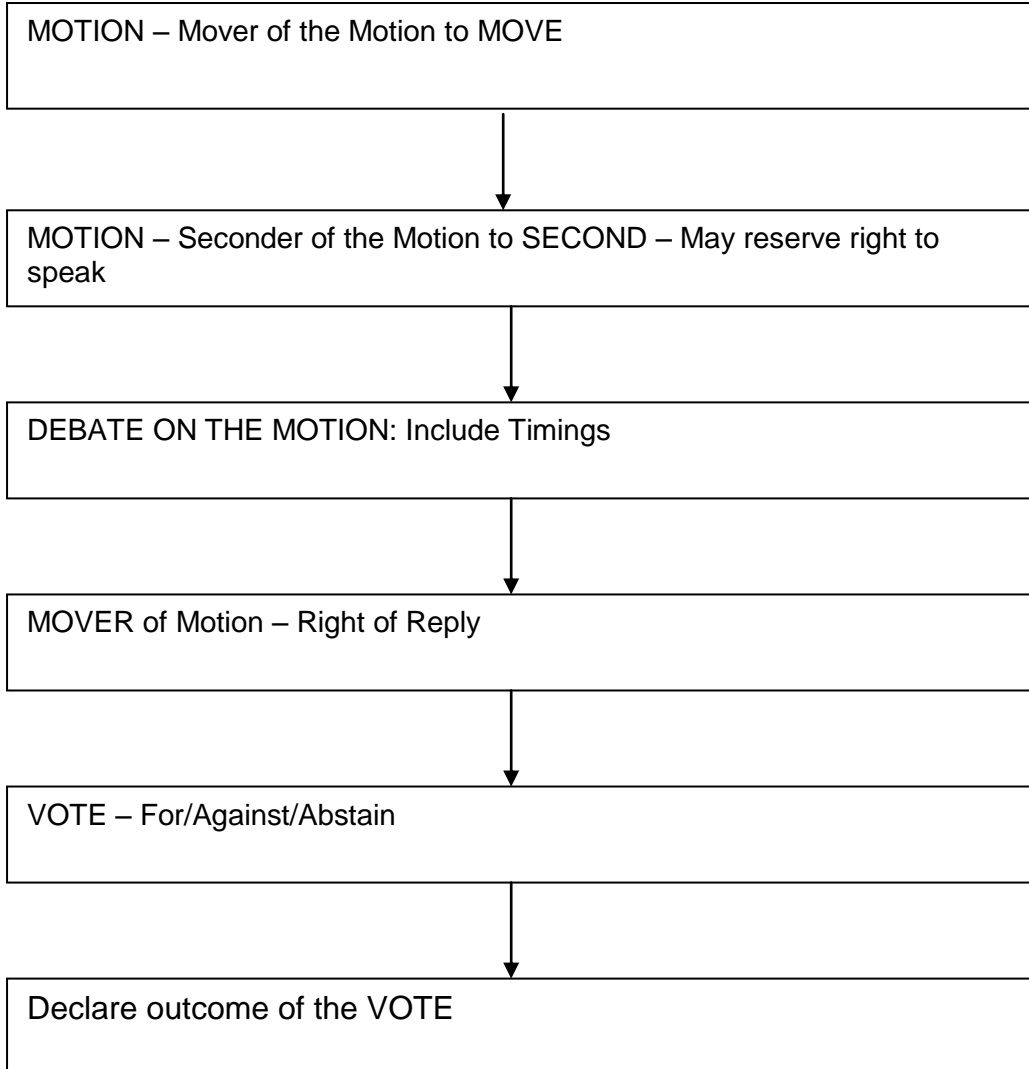 MOTION – Mover of the Motion to MOVE
MOTION – Seconder of the Motion to SECOND – May reserve right to
speak
DEBATE ON THE MOTION: Include Timings
MOVER of Motion – Right of Reply
VOTE – For/Against/Abstain
Declare outcome of the VOTE